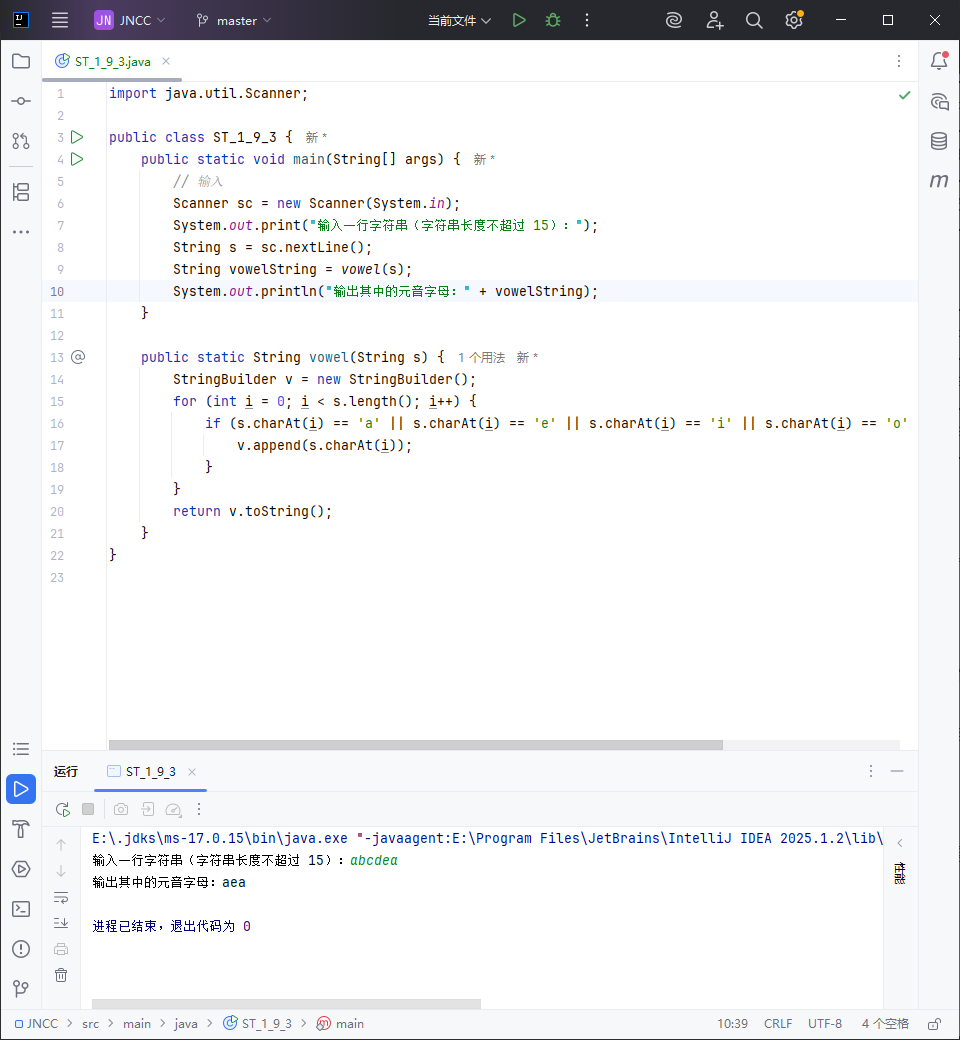 JN JNCC master 当前文件
ST_1_9_3.java
1 import java.util.Scanner;
2
3 public class ST_1_9_3 { 新 *
4 public static void main(String[] args) { 新 *
5 // 输入
6 Scanner sc = new Scanner(System.in);
7 System.out.print("输入一行字符串（字符串长度不超过 15）：");
8 String s = sc.nextLine();
9 String vowelString = vowel(s);
10 System.out.println("输出其中的元音字母：" + vowelString);
11 }
12
13 @ public static String vowel(String s) { 1 个用法 新 *
14 StringBuilder v = new StringBuilder();
15 for (int i = 0; i < s.length(); i++) {
16 if (s.charAt(i) == 'a' || s.charAt(i) == 'e' || s.charAt(i) == 'i' || s.charAt(i) == 'o'
17 v.append(s.charAt(i));
18 }
19 }
20 return v.toString();
21 }
22 }
23
运行 ST_1_9_3
E:\.jdks\ms-17.0.15\bin\java.exe "-javaagent:E:\Program Files\JetBrains\IntelliJ IDEA 2025.1.2\lib\
输入一行字符串（字符串长度不超过 15）：abcdea
输出其中的元音字母：aea
进程已结束，退出代码为 0
性能
JNCC > src > main > java > ST_1_9_3 > main 10:39 CRLF UTF-8 4 个空格